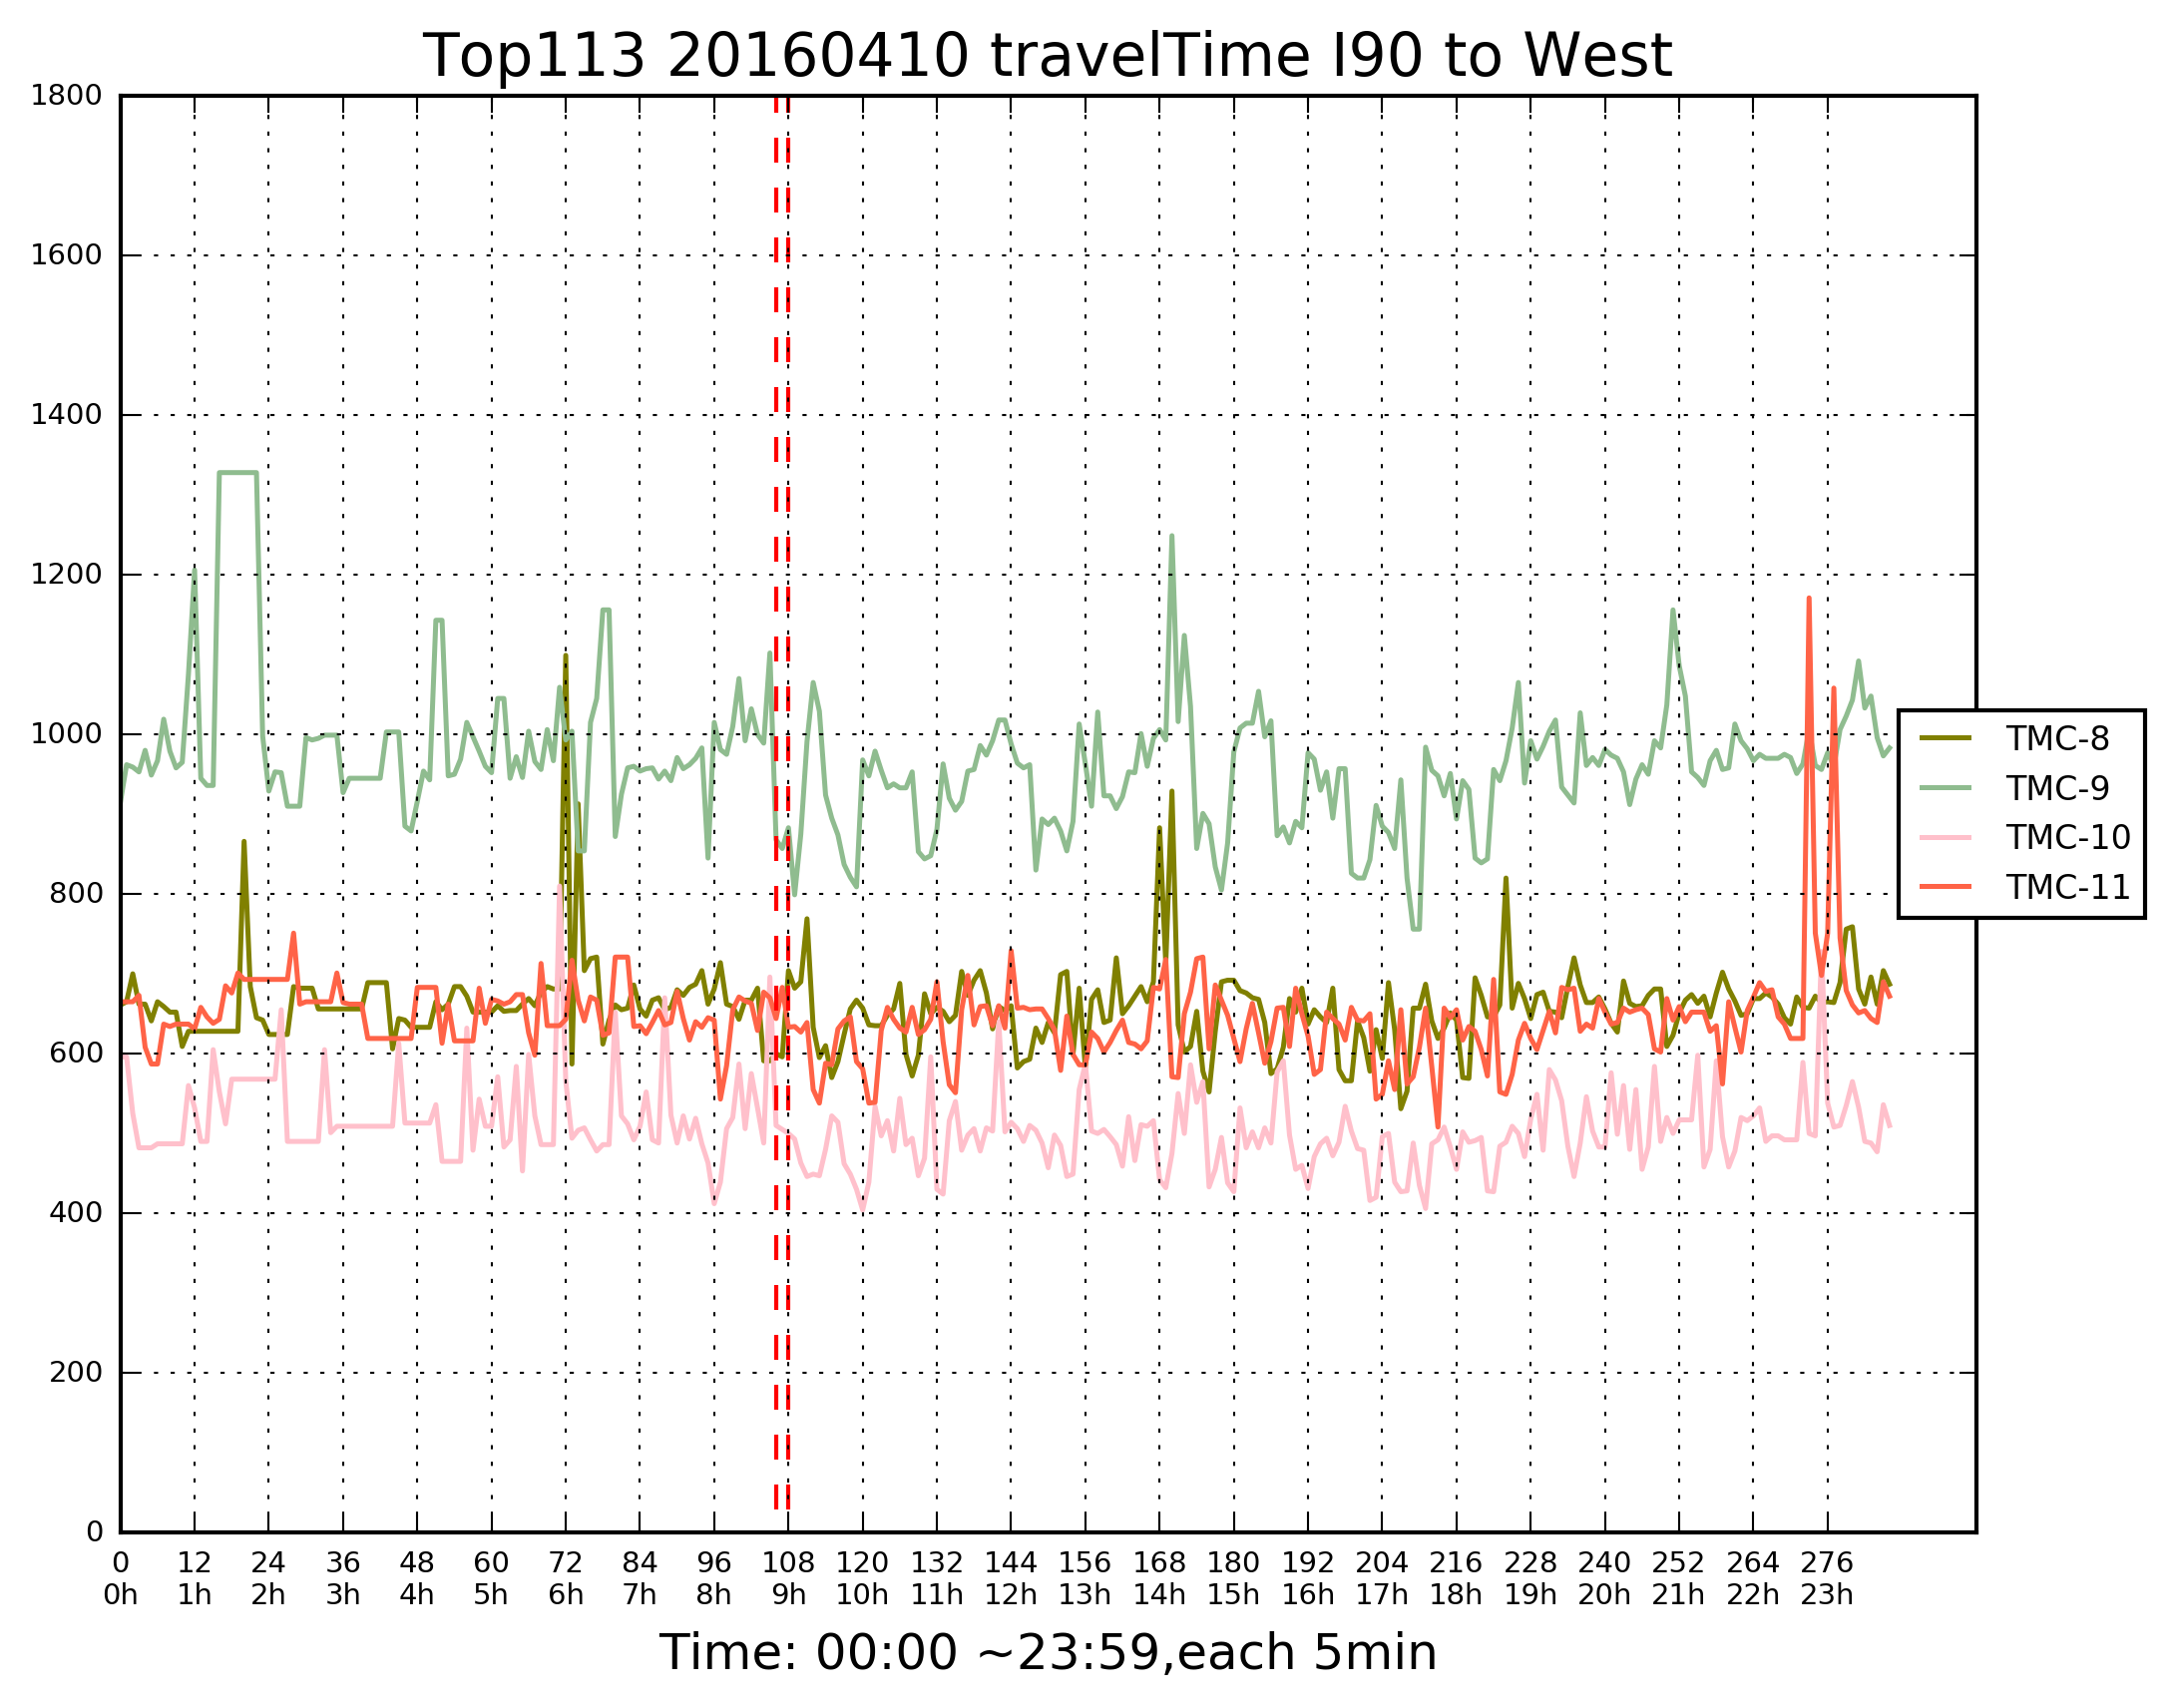 Top113 20160410 travelTime I90 to West
1800
1600
1400
1200
1000
800
600
400
200
0
TMC-8
TMC-9
TMC-10
TMC-11
0 12 24 36 48 60 72 84 96 108 120 132 144 156 168 180 192 204 216 228 240 252 264 276
0h 1h 2h 3h 4h 5h 6h 7h 8h 9h 10h 11h 12h 13h 14h 15h 16h 17h 18h 19h 20h 21h 22h 23h
Time: 00:00 ~23:59,each 5min